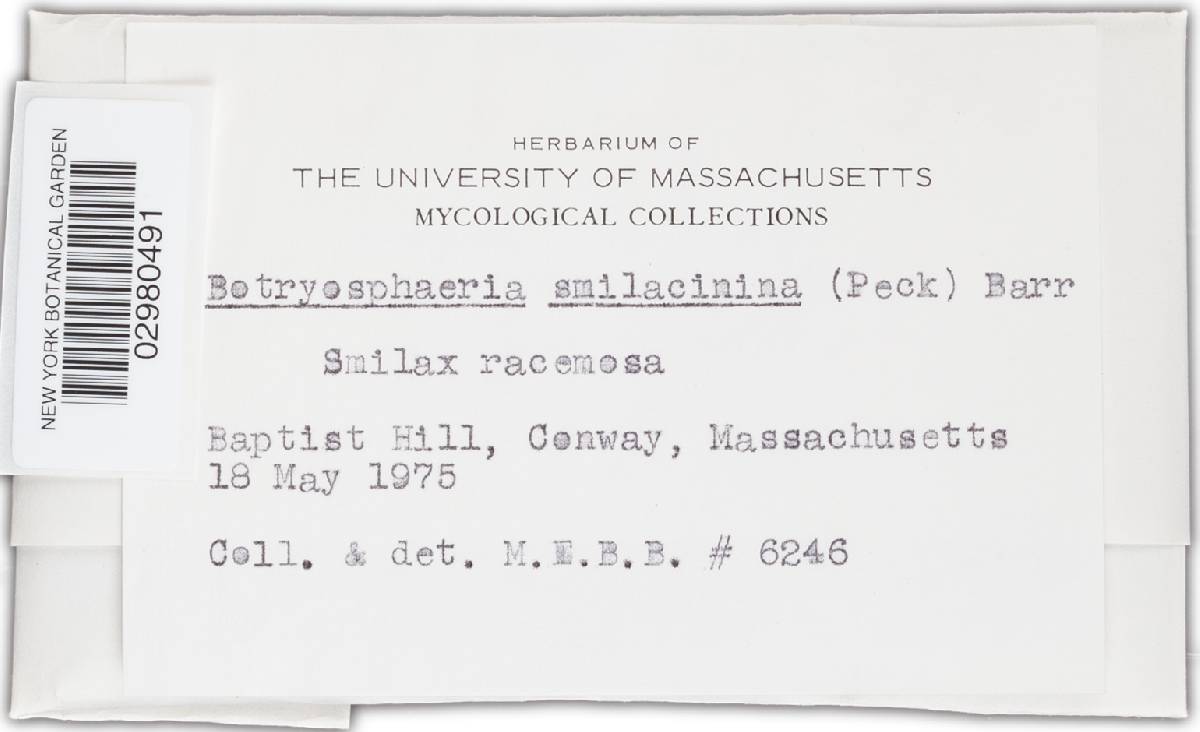 HERBARIUM OF
THE UNIVERSITY OF MASSACHUSETTS
MYCOLOGICAL COLLECTIONS
Botryosphaeria smilacinina (Peck) Barr
Smilax racemosa
Baptist Hill, Conway, Massachusetts
18 May 1975
Coll. & det. M.E.B.B. # 6246
NEW YORK BOTANICAL GARDEN
02980491